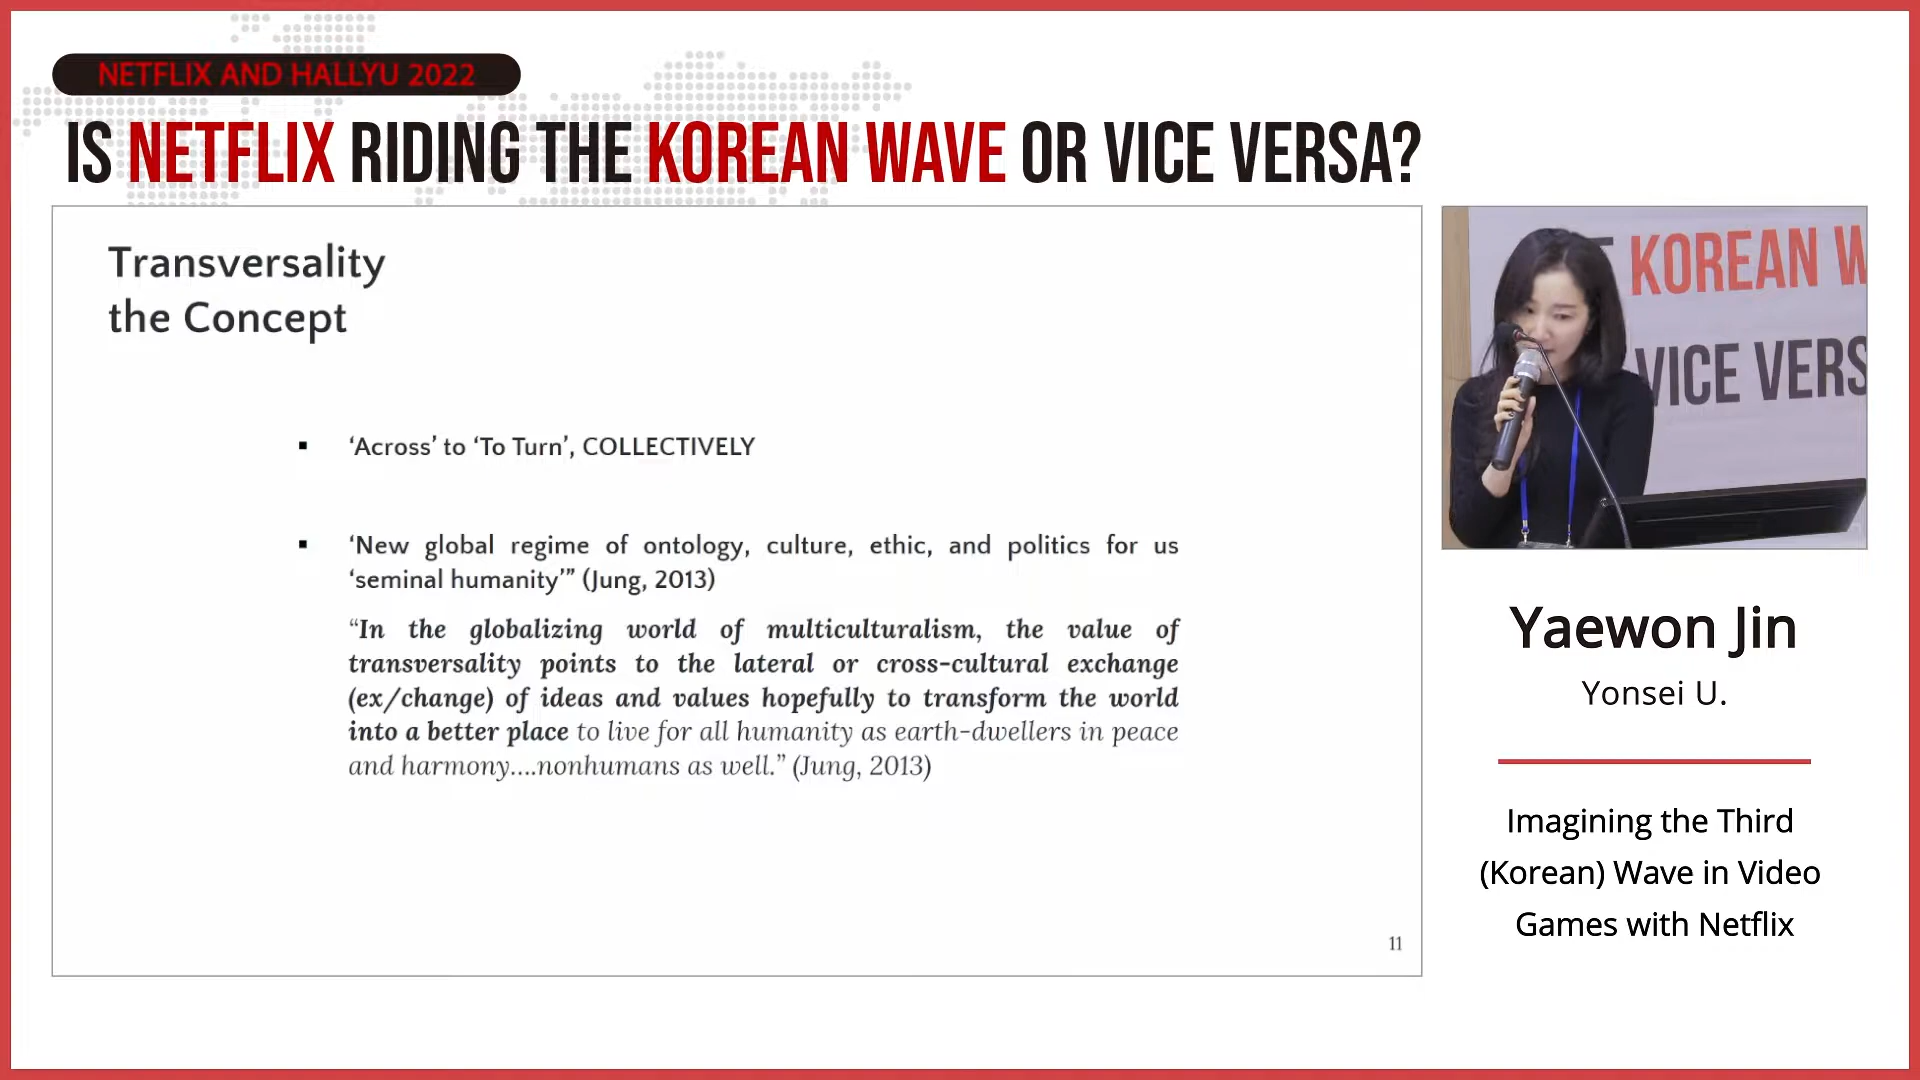 NETFLIX AND HALLYU 2022
IS NETFLIX RIDING THE KOREAN WAVE OR VICE VERSA?
Transversality
the Concept
▪ ‘Across’ to ‘To Turn’, COLLECTIVELY
▪ ‘New global regime of ontology, culture, ethic, and politics for us
‘seminal humanity’” (Jung, 2013)
“In the globalizing world of multiculturalism, the value of
transversality points to the lateral or cross-cultural exchange
(ex/change) of ideas and values hopefully to transform the world
into a better place to live for all humanity as earth-dwellers in peace
and harmony....nonhumans as well.” (Jung, 2013)
11
KOREAN W
VICE VERS
Yaewon Jin
Yonsei U.
Imagining the Third
(Korean) Wave in Video
Games with Netflix